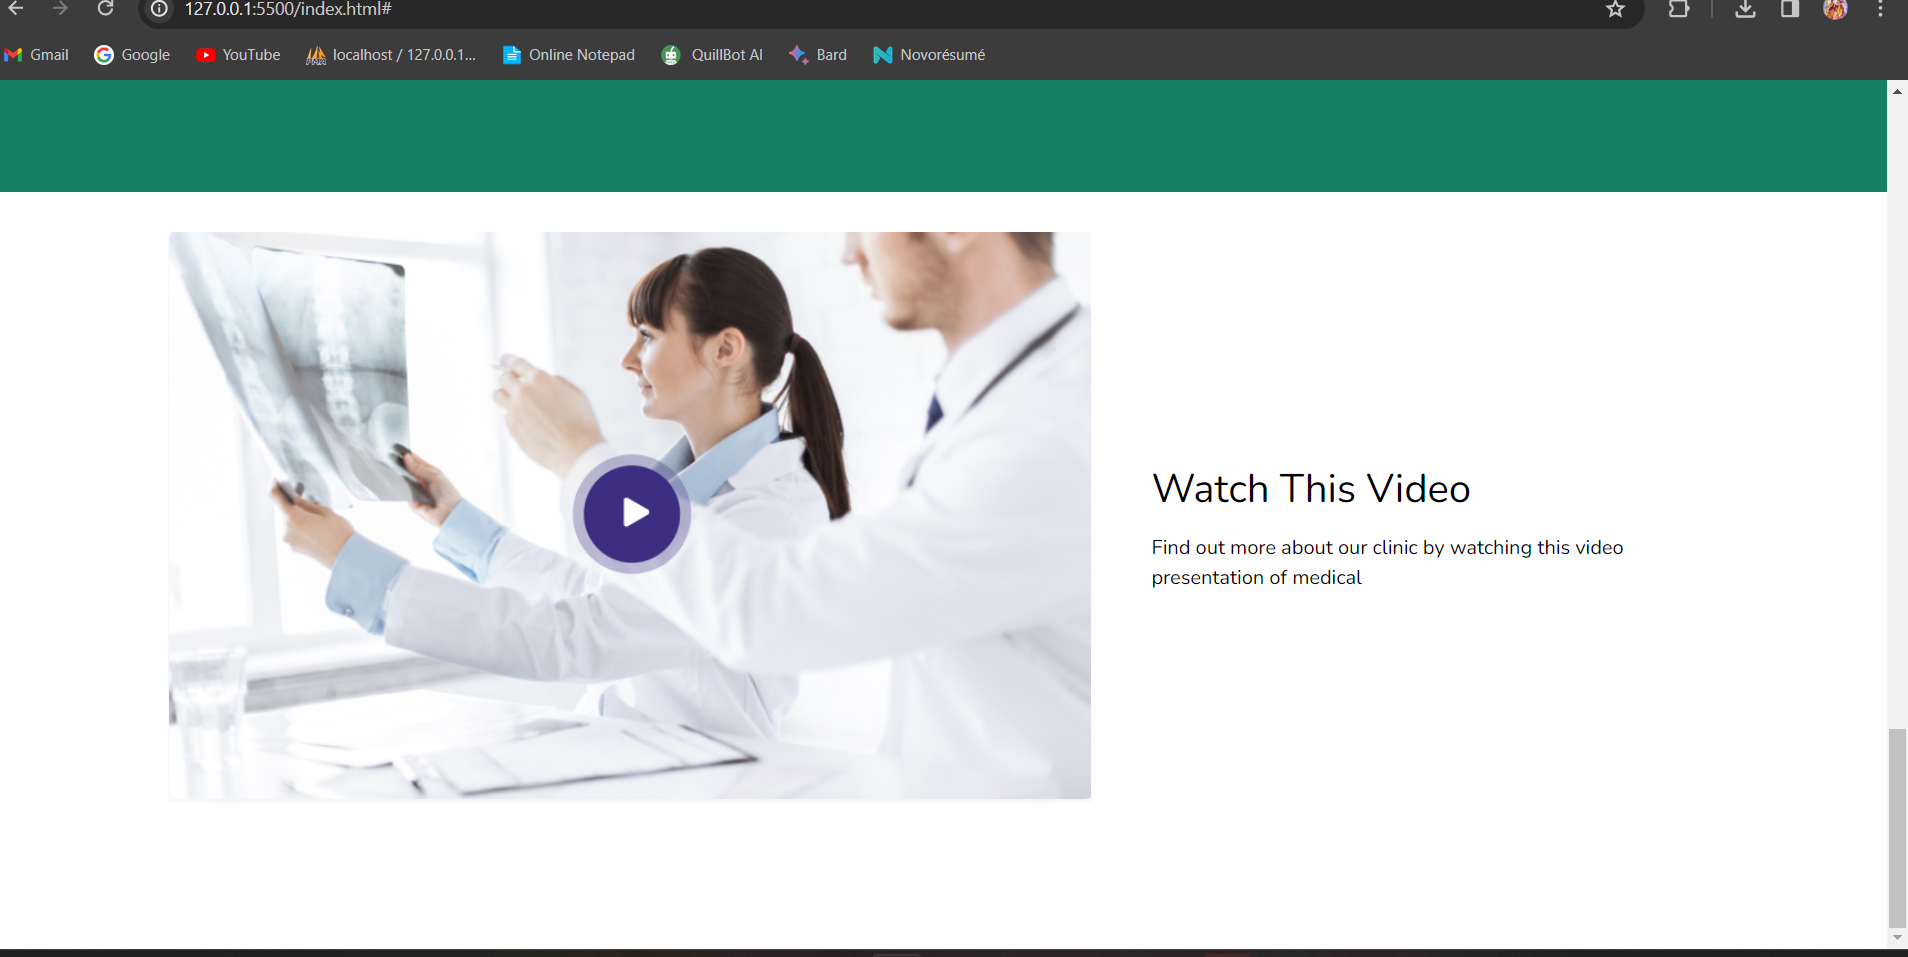 127.0.0.1:5500/index.html#
Gmail Google YouTube localhost / 127.0.0.1... Online Notepad QuillBot AI Bard Novorésumé
Watch This Video
Find out more about our clinic by watching this video
presentation of medical